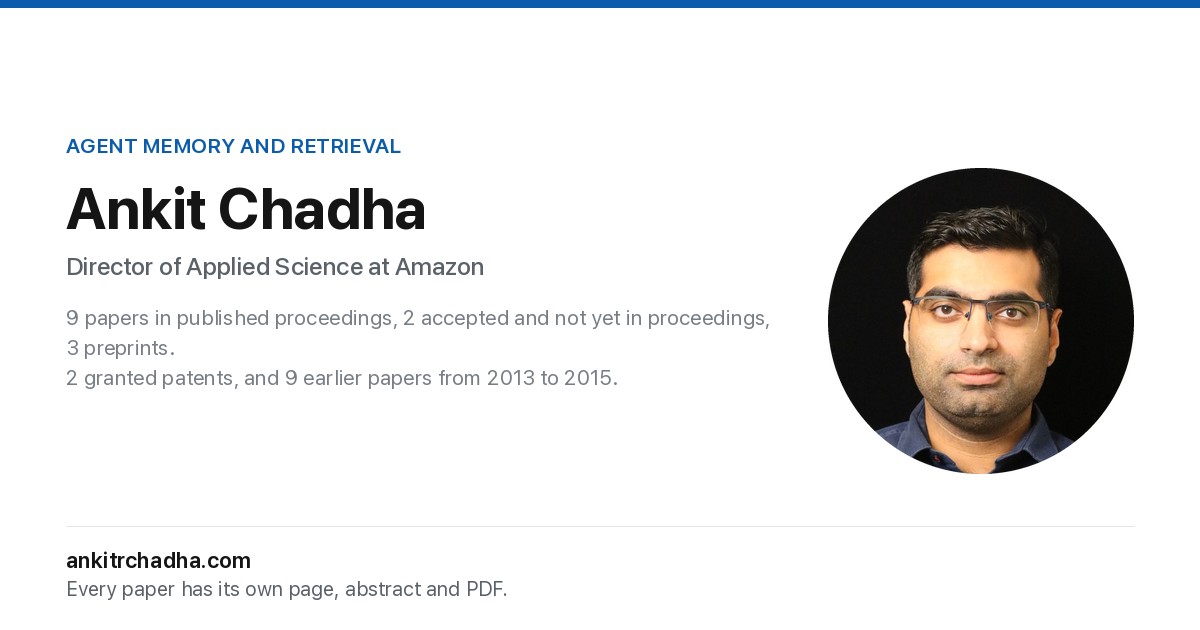 AGENT MEMORY AND RETRIEVAL
Ankit Chadha
Director of Applied Science at Amazon
9 papers in published proceedings, 2 accepted and not yet in proceedings,
3 preprints.
2 granted patents, and 9 earlier papers from 2013 to 2015.
ankitrchadha.com
Every paper has its own page, abstract and PDF.